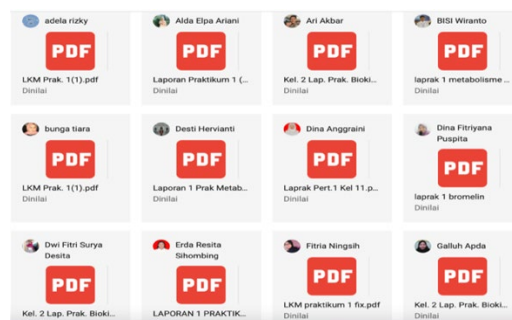 adela rizky
PDF
LKM Prak. 1(1).pdf
Dinilai
Alda Elpa Ariani
PDF
Laporan Praktikum 1 (...
Dinilai
Ari Akbar
PDF
Kel. 2 Lap. Prak. Bioki...
Dinilai
BISI Wiranto
PDF
laprak 1 metabolisme ...
Dinilai
bunga tiara
PDF
LKM Prak. 1(1).pdf
Dinilai
Desti Hervianti
PDF
Laporan 1 Prak Metab...
Dinilai
Dina Anggraini
PDF
Laprak Pert.1 Kel 11.p...
Dinilai
Dina Fitriyana
Puspita
PDF
laprak 1 bromelin
Dinilai
Dwi Fitri Surya
Desita
PDF
Kel. 2 Lap. Prak. Bioki...
Erda Resita
Sihombing
PDF
LAPORAN 1 PRAKTIK...
Fitria Ningsih
PDF
LKM praktikum 1 fix.pdf
Dinilai
Galluh Apda
PDF
Kel. 2 Lap. Prak. Bioki...
Dinilai